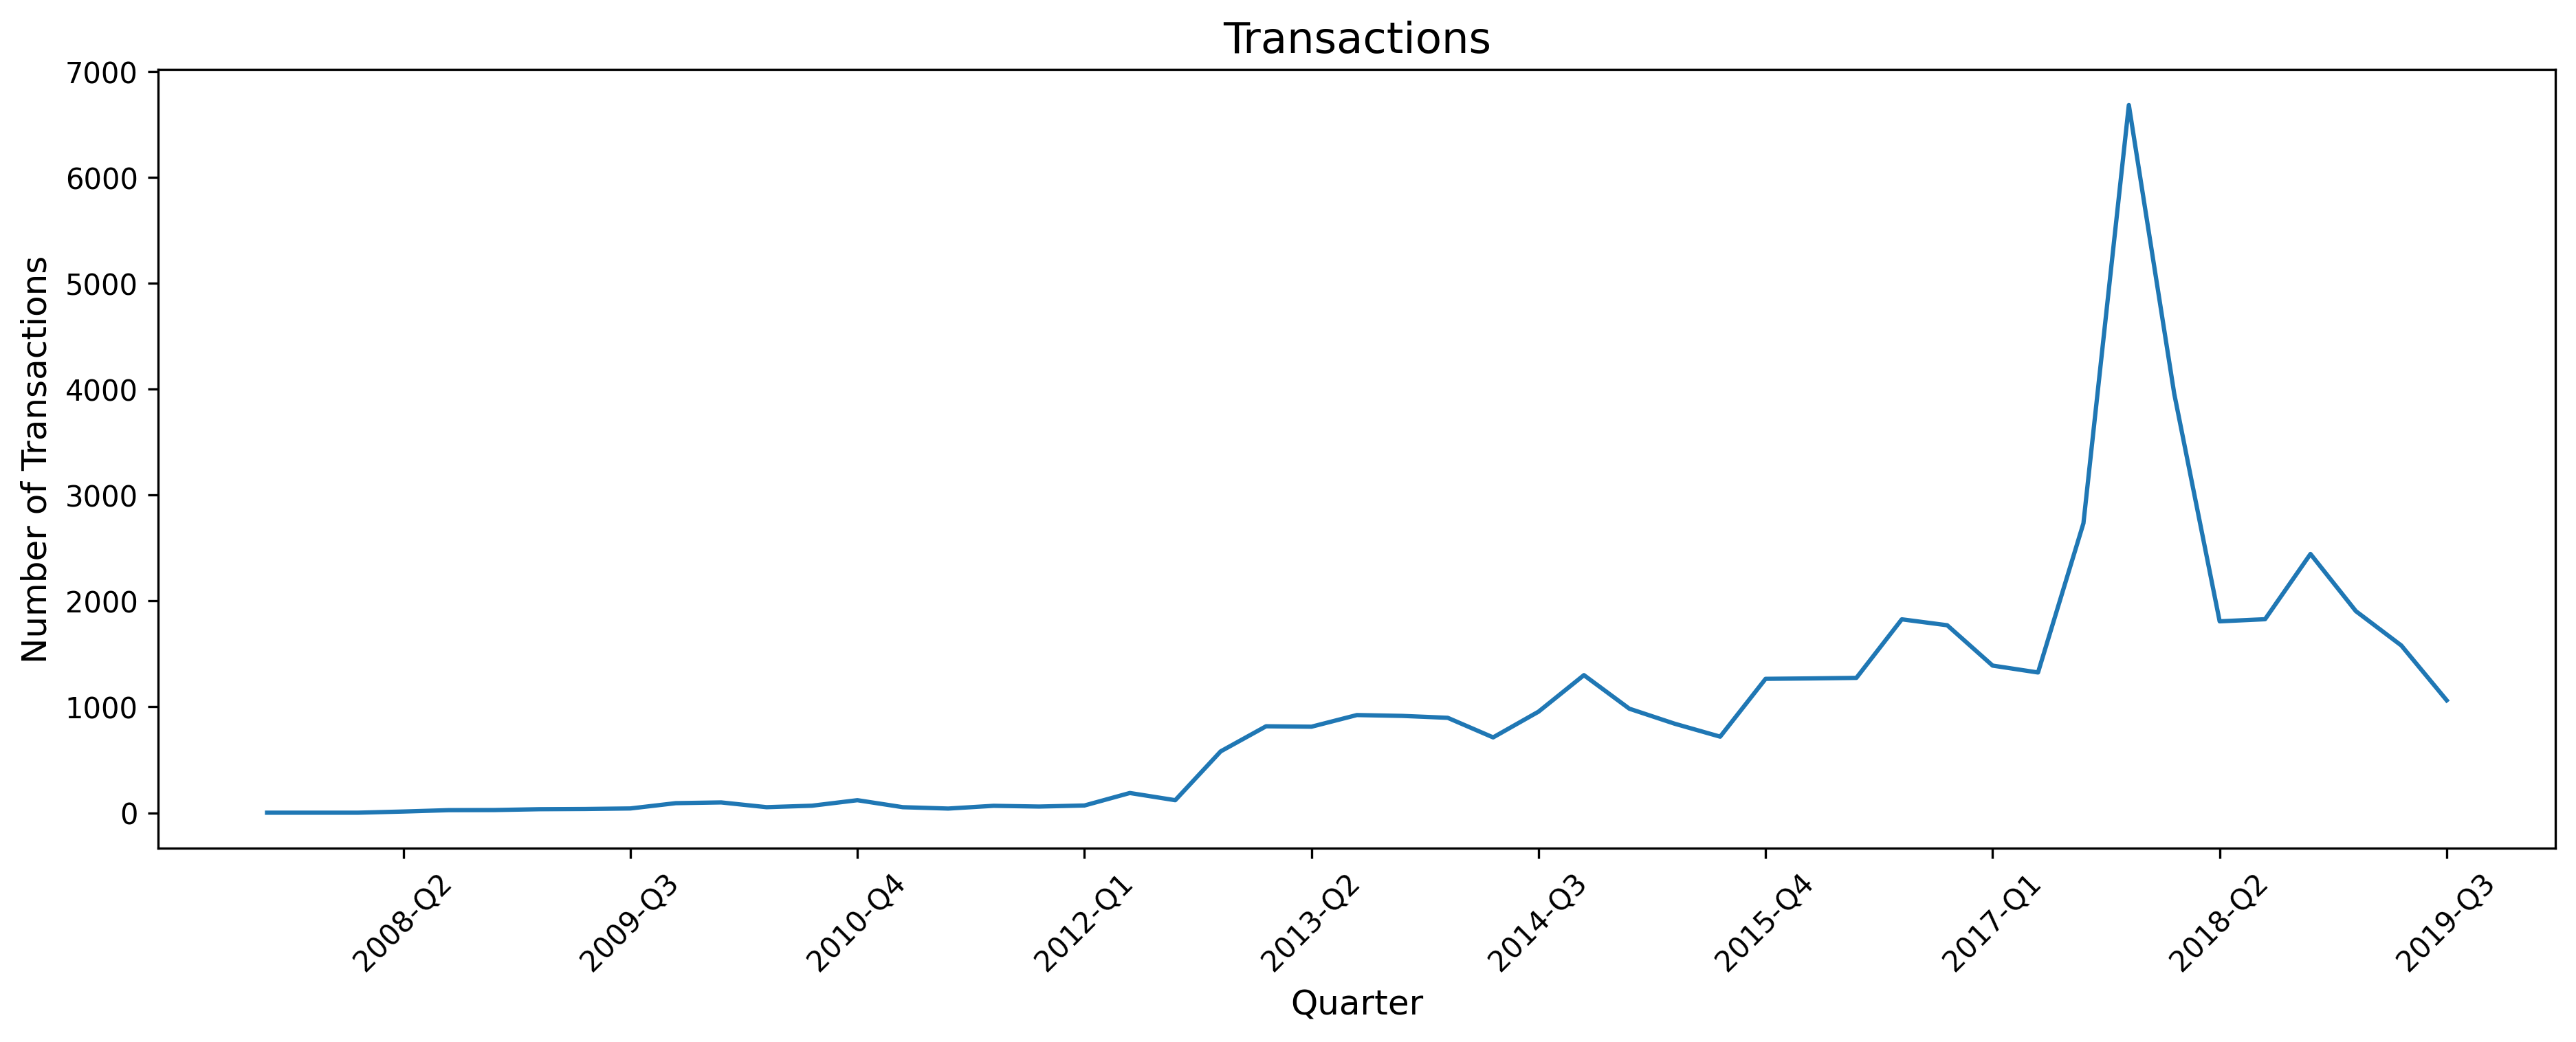 Transactions
7000
6000
5000
4000
3000
2000
1000
0
Number of Transactions
2008-Q2
2009-Q3
2010-Q4
2012-Q1
2013-Q2
2014-Q3
2015-Q4
2017-Q1
2018-Q2
2019-Q3
Quarter